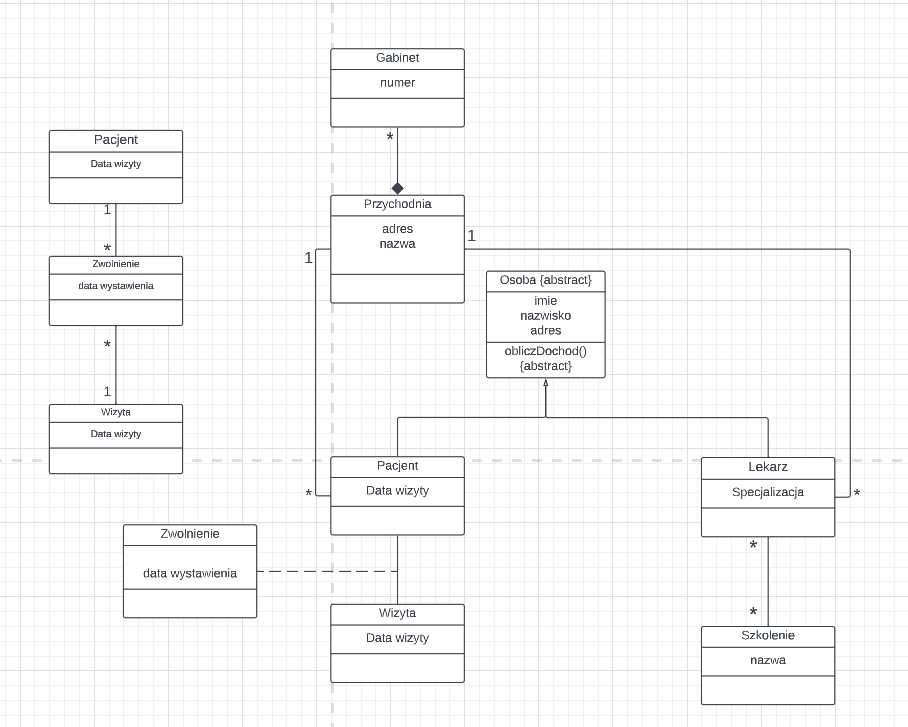 Gabinet
numer
*
Przychodnia
adres
nazwa
1
1
*
*
Osoba {abstract}
imie
nazwisko
adres
obliczDochod()
{abstract}
Pacjent
Data wizyty
1
*
Zwolnienie
data wystawienia
*
1
Wizyta
Data wizyty
Pacjent
Data wizyty
Zwolnienie
data wystawienia
Wizyta
Data wizyty
Lekarz
Specjalizacja
*
*
Szkolenie
nazwa